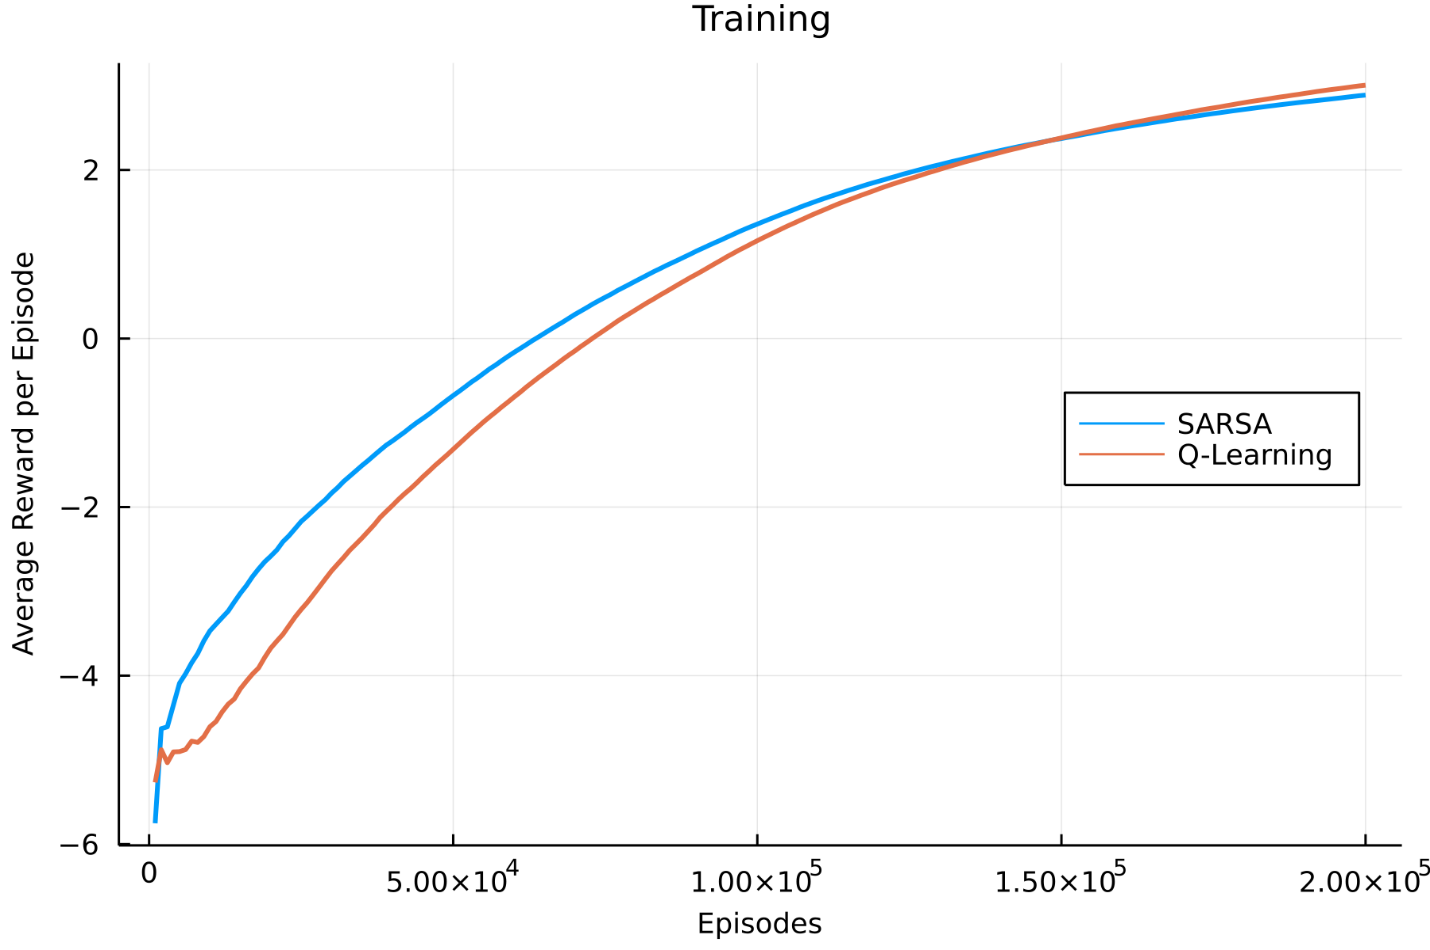 Training
Average Reward per Episode
2
0
−2
−4
−6
SARSA
Q-Learning
0
5.00×10⁴
1.00×10⁵
1.50×10⁵
2.00×10⁵
Episodes